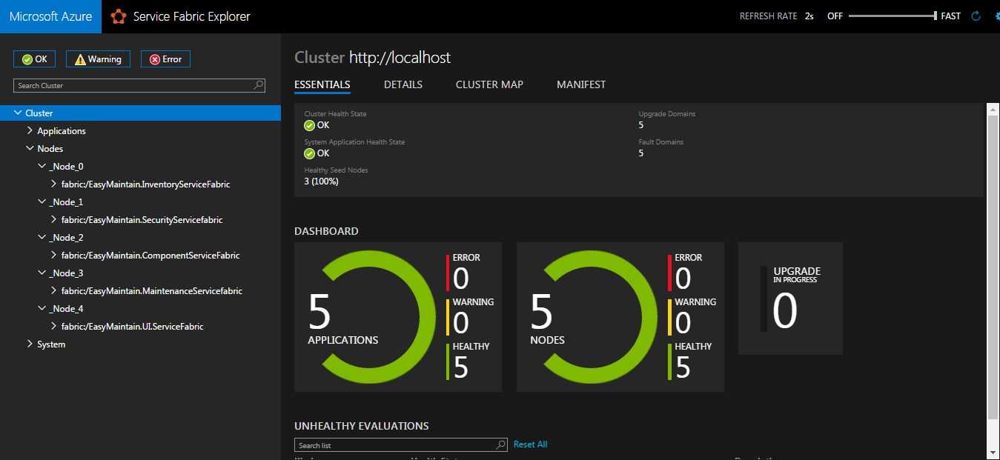 Microsoft Azure
Service Fabric Explorer
REFRESH RATE 2s OFF FAST
OK Warning Error
Search Cluster
Cluster
Applications
Nodes
_Node_0
fabric:/EasyMaintain.InventoryServiceFabric
_Node_1
fabric:/EasyMaintain.SecurityServicefabric
_Node_2
fabric:/EasyMaintain.ComponentServiceFabric
_Node_3
fabric:/EasyMaintain.MaintenanceServicefabric
_Node_4
fabric:/EasyMaintain.UI.ServiceFabric
System
Cluster http://localhost
ESSENTIALS DETAILS CLUSTER MAP MANIFEST
Cluster Health State
OK
System Application Health State
OK
Healthy Seed Nodes
3 (100%)
Upgrade Domains
5
Fault Domains
5
DASHBOARD
5
APPLICATIONS
ERROR
0
WARNING
0
HEALTHY
5
5
NODES
ERROR
0
WARNING
0
HEALTHY
5
UPGRADE
IN PROGRESS
0
UNHEALTHY EVALUATIONS
Search list
Reset All